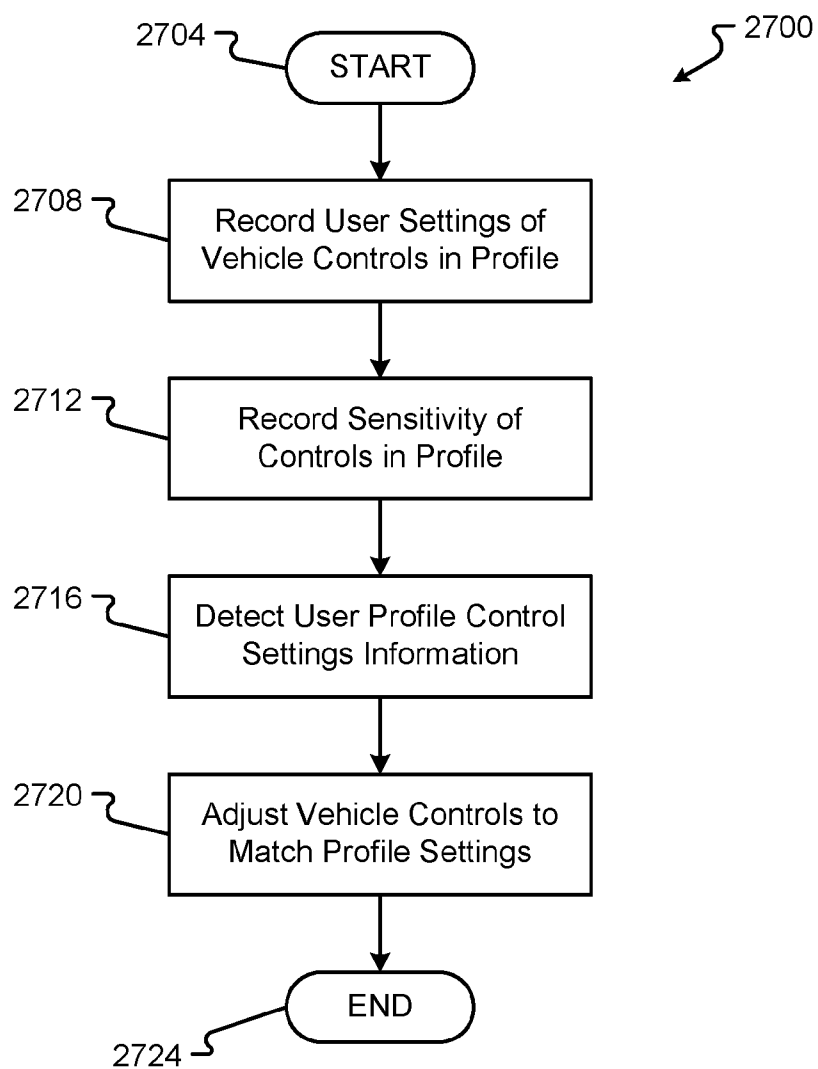 2704
START
2700
2708
Record User Settings of
Vehicle Controls in Profile
2712
Record Sensitivity of
Controls in Profile
2716
Detect User Profile Control
Settings Information
2720
Adjust Vehicle Controls to
Match Profile Settings
END
2724